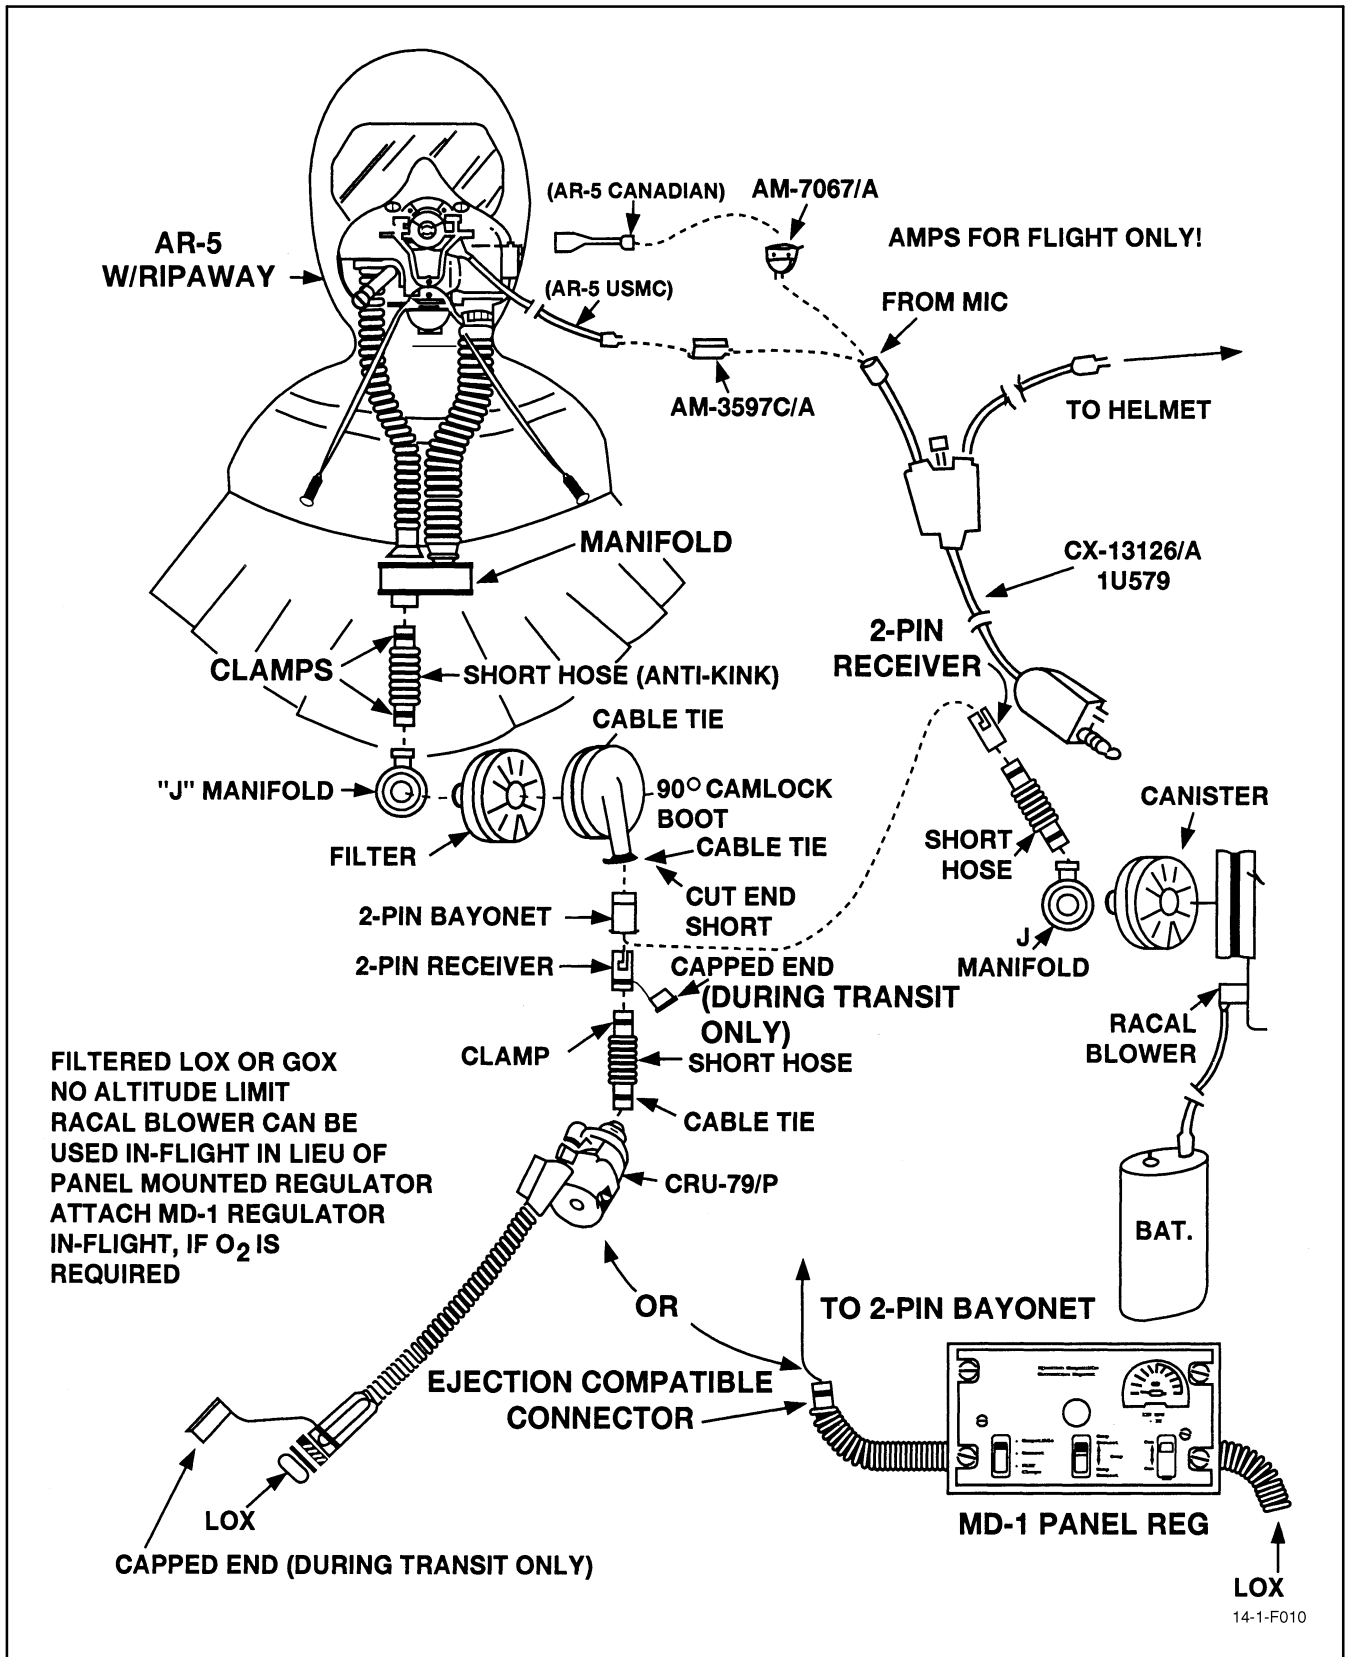 (AR-5 CANADIAN)
AM-7067/A
AR-5
W/RIPAWAY
AMPS FOR FLIGHT ONLY!
(AR-5 USMC)
FROM MIC
AM-3597C/A
TO HELMET
MANIFOLD
CX-13126/A
1U579
2-PIN
RECEIVER
CLAMPS
SHORT HOSE (ANTI-KINK)
CABLE TIE
"J" MANIFOLD
90° CAMLOCK
BOOT
CANISTER
FILTER
CABLE TIE
SHORT
HOSE
CUT END
SHORT
2-PIN BAYONET
J
MANIFOLD
2-PIN RECEIVER
CAPPED END
(DURING TRANSIT
ONLY)
RACAL
BLOWER
CLAMP
SHORT HOSE
FILTERED LOX OR GOX
NO ALTITUDE LIMIT
RACAL BLOWER CAN BE
USED IN-FLIGHT IN LIEU OF
PANEL MOUNTED REGULATOR
ATTACH MD-1 REGULATOR
IN-FLIGHT, IF O2 IS
REQUIRED
CABLE TIE
CRU-79/P
BAT.
OR
TO 2-PIN BAYONET
EJECTION COMPATIBLE
CONNECTOR
LOX
MD-1 PANEL REG
CAPPED END (DURING TRANSIT ONLY)
LOX
14-1-F010